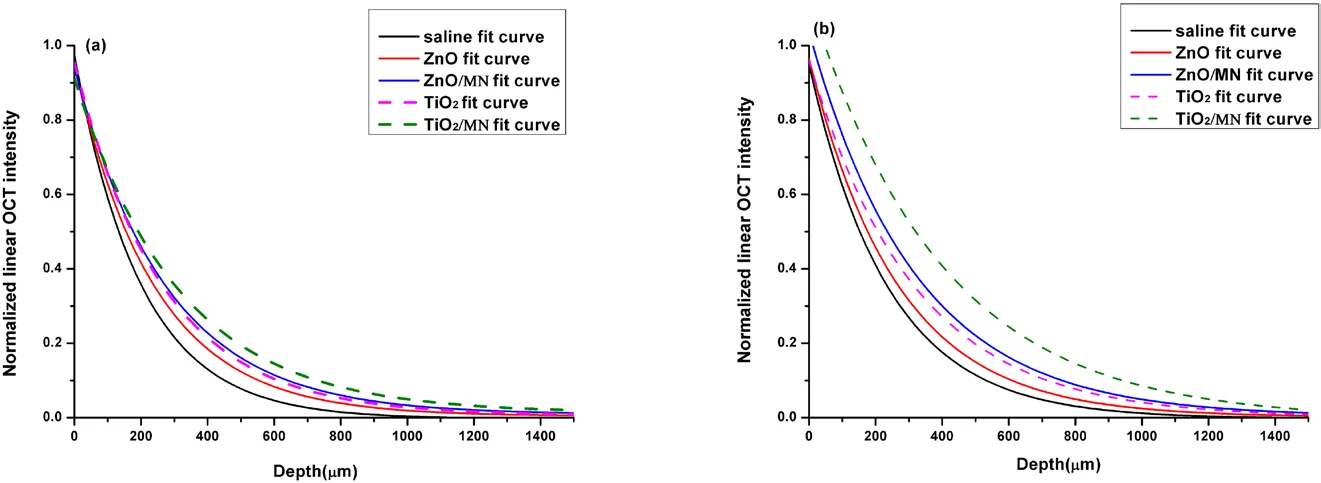 (a)
saline fit curve
ZnO fit curve
ZnO/MN fit curve
TiO₂ fit curve
TiO₂/MN fit curve
Normalized linear OCT intensity
1.0
0.8
0.6
0.4
0.2
0.0
0 200 400 600 800 1000 1200 1400
Depth(μm)
(b)
saline fit curve
ZnO fit curve
ZnO/MN fit curve
TiO₂ fit curve
TiO₂/MN fit curve
Normalized linear OCT intensity
1.0
0.8
0.6
0.4
0.2
0.0
0 200 400 600 800 1000 1200 1400
Depth(μm)